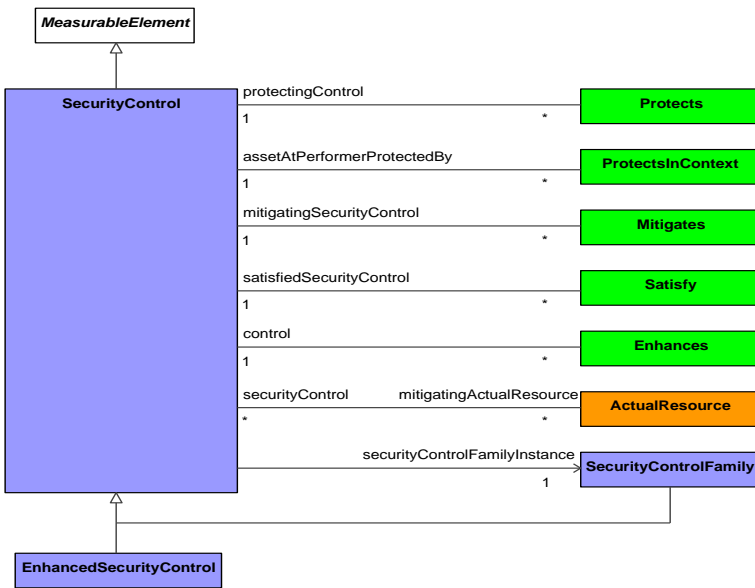 MeasurableElement
SecurityControl
protectingControl
1 *
Protects
assetAtPerformerProtectedBy
1 *
ProtectsInContext
mitigatingSecurityControl
1 *
Mitigates
satisfiedSecurityControl
1 *
Satisfy
control
1 *
Enhances
securityControl mitigatingActualResource
* *
ActualResource
securityControlFamilyInstance
1
SecurityControlFamily
EnhancedSecurityControl